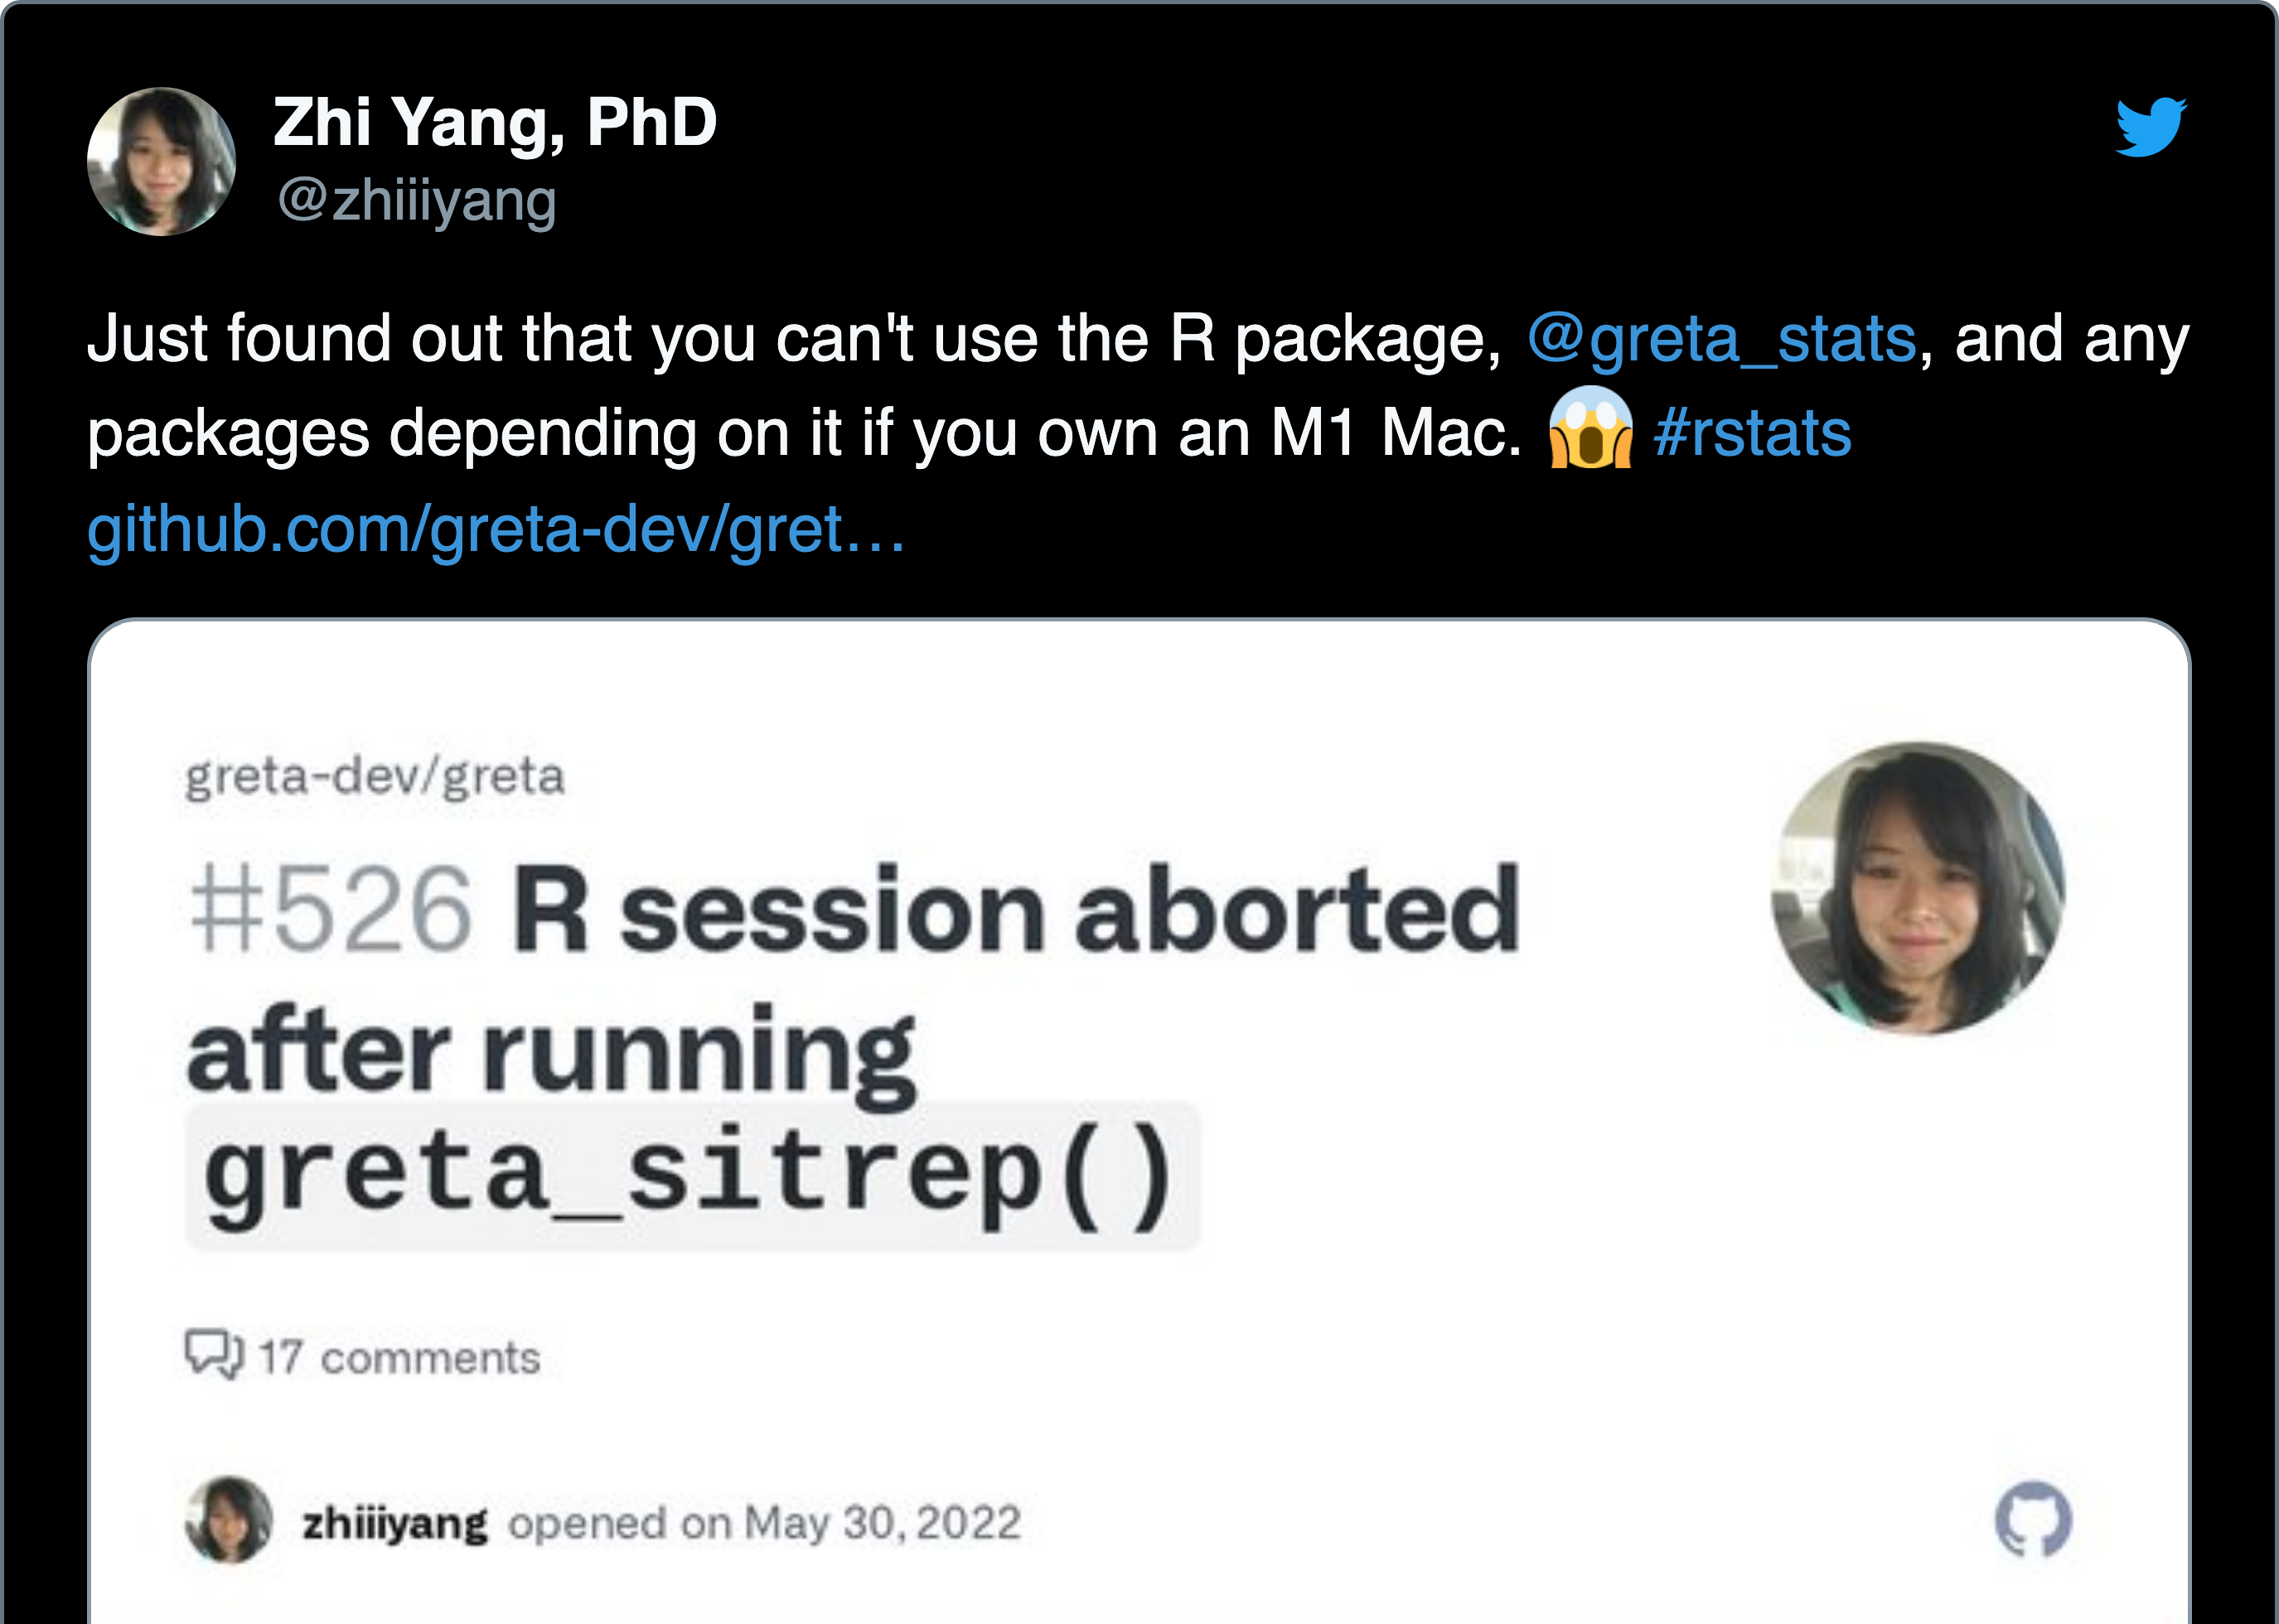 Zhi Yang, PhD
@zhiiiyang
Just found out that you can't use the R package, @greta_stats, and any
packages depending on it if you own an M1 Mac. 😱 #rstats
github.com/greta-dev/gret…
greta-dev/greta
#526 R session aborted
after running
greta_sitrep()
17 comments
zhiiiyang opened on May 30, 2022